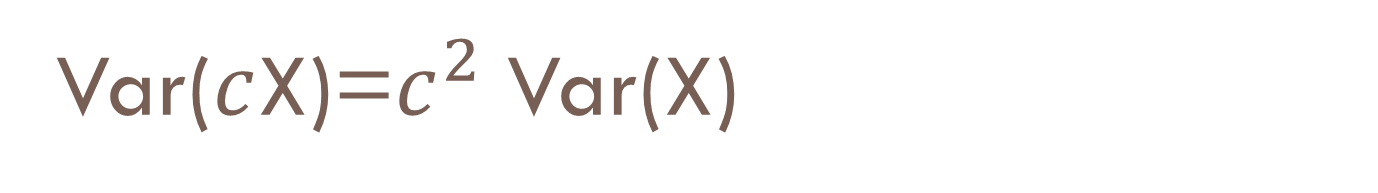 Var(cX)=c² Var(X)